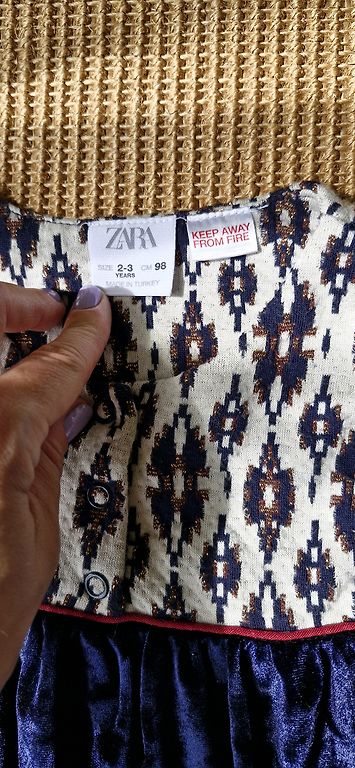 ZARA
SIZE 2-3 YEARS CM 98
MADE IN TURKEY
KEEP AWAY
FROM FIRE